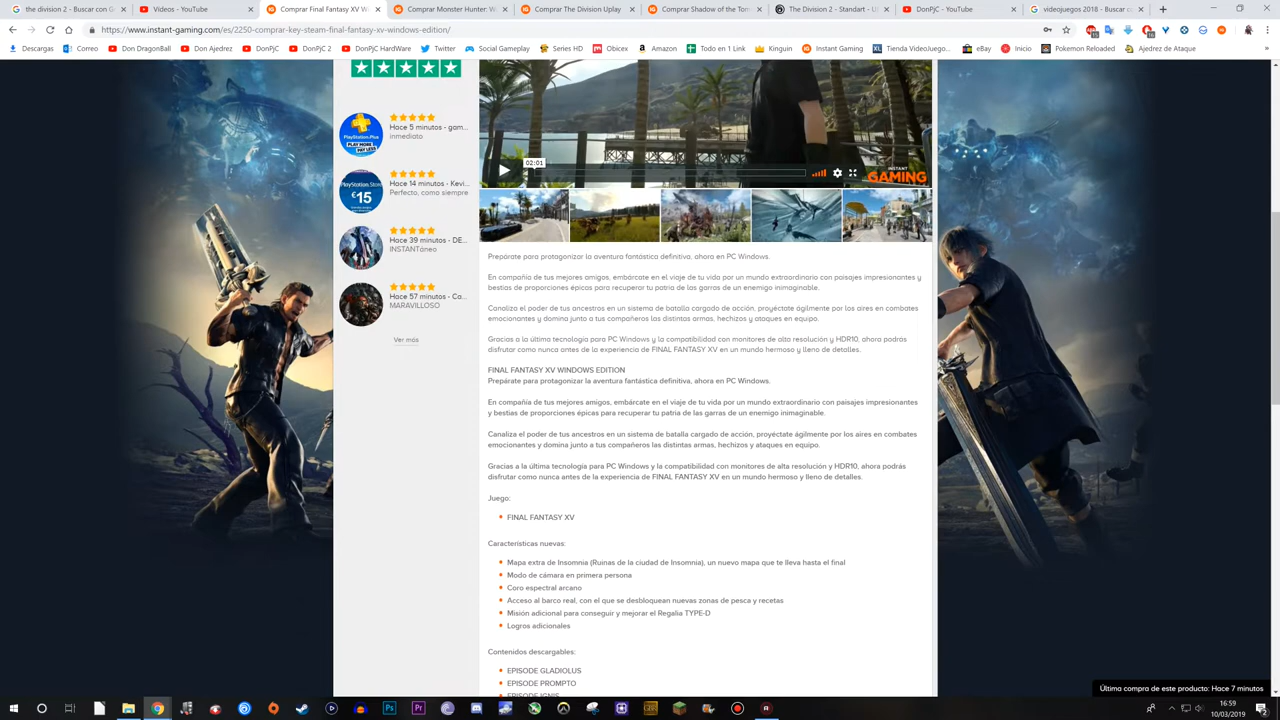 the division 2 - Buscar con G
Videos - YouTube
Comprar Final Fantasy XV Wi
Comprar Monster Hunter: W
Comprar The Division Uplay
Comprar Shadow of the Tom
The Division 2 - Standart - U
DonPjC - YouTube
videojuegos 2018 - Buscar c
https://www.instant-gaming.com/es/2250-comprar-key-steam-final-fantasy-xv-windows-edition/
Descargas
Correo
Don DragonBall
Don Ajedrez
DonPjC
DonPjC 2
DonPjC HardWare
Twitter
Social Gameplay
Series HD
Obicex
Amazon
Todo en 1 Link
Kinguin
Instant Gaming
Tienda VideoJuego...
eBay
Inicio
Pokemon Reloaded
Ajedrez de Ataque
»
PlayStation.Plus
PLAY MORE
PAY LESS
Hace 5 minutos - gam...
inmediato
PlayStation Store
€15
Hace 14 minutos - Kevi...
Perfecto, como siempre
Hace 39 minutos - DE...
INSTANTáneo
Hace 57 minutos - Ca...
MARAVILLOSO
Ver más
02:01
INSTANT
GAMING
Prepárate para protagonizar la aventura fantástica definitiva, ahora en PC Windows.
En compañía de tus mejores amigos, embárcate en el viaje de tu vida por un mundo extraordinario con paisajes impresionantes y
bestias de proporciones épicas para recuperar tu patria de las garras de un enemigo inimaginable.
Canaliza el poder de tus ancestros en un sistema de batalla cargado de acción, proyéctate ágilmente por los aires en combates
emocionantes y domina junto a tus compañeros las distintas armas, hechizos y ataques en equipo.
Gracias a la última tecnología para PC Windows y la compatibilidad con monitores de alta resolución y HDR10, ahora podrás
disfrutar como nunca antes de la experiencia de FINAL FANTASY XV en un mundo hermoso y lleno de detalles.
FINAL FANTASY XV WINDOWS EDITION
Prepárate para protagonizar la aventura fantástica definitiva, ahora en PC Windows.
En compañía de tus mejores amigos, embárcate en el viaje de tu vida por un mundo extraordinario con paisajes impresionantes
y bestias de proporciones épicas para recuperar tu patria de las garras de un enemigo inimaginable.
Canaliza el poder de tus ancestros en un sistema de batalla cargado de acción, proyéctate ágilmente por los aires en combates
emocionantes y domina junto a tus compañeros las distintas armas, hechizos y ataques en equipo.
Gracias a la última tecnología para PC Windows y la compatibilidad con monitores de alta resolución y HDR10, ahora podrás
disfrutar como nunca antes de la experiencia de FINAL FANTASY XV en un mundo hermoso y lleno de detalles.
Juego:
FINAL FANTASY XV
Características nuevas:
Mapa extra de Insomnia (Ruinas de la ciudad de Insomnia), un nuevo mapa que te lleva hasta el final
Modo de cámara en primera persona
Coro espectral arcano
Acceso al barco real, con el que se desbloquean nuevas zonas de pesca y recetas
Misión adicional para conseguir y mejorar el Regalia TYPE-D
Logros adicionales
Contenidos descargables:
EPISODE GLADIOLUS
EPISODE PROMPTO
EPISODE IGNIS
Última compra de este producto: Hace 7 minutos
Ps
Pr
16:59
10/03/2019